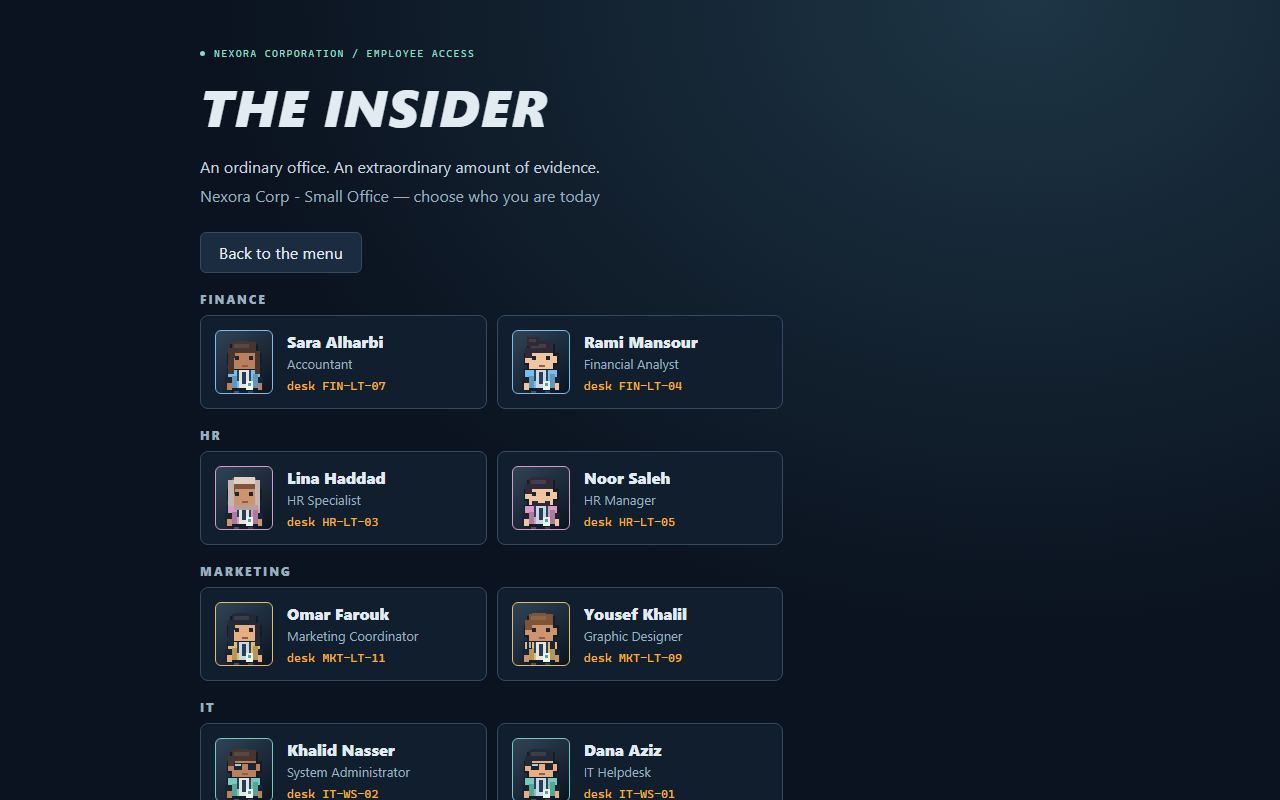 NEXORA CORPORATION / EMPLOYEE ACCESS
THE INSIDER
An ordinary office. An extraordinary amount of evidence.
Nexora Corp - Small Office — choose who you are today
Back to the menu
FINANCE
Sara Alharbi
Accountant
desk FIN-LT-07
Rami Mansour
Financial Analyst
desk FIN-LT-04
HR
Lina Haddad
HR Specialist
desk HR-LT-03
Noor Saleh
HR Manager
desk HR-LT-05
MARKETING
Omar Farouk
Marketing Coordinator
desk MKT-LT-11
Yousef Khalil
Graphic Designer
desk MKT-LT-09
IT
Khalid Nasser
System Administrator
desk IT-WS-02
Dana Aziz
IT Helpdesk
desk IT-WS-01